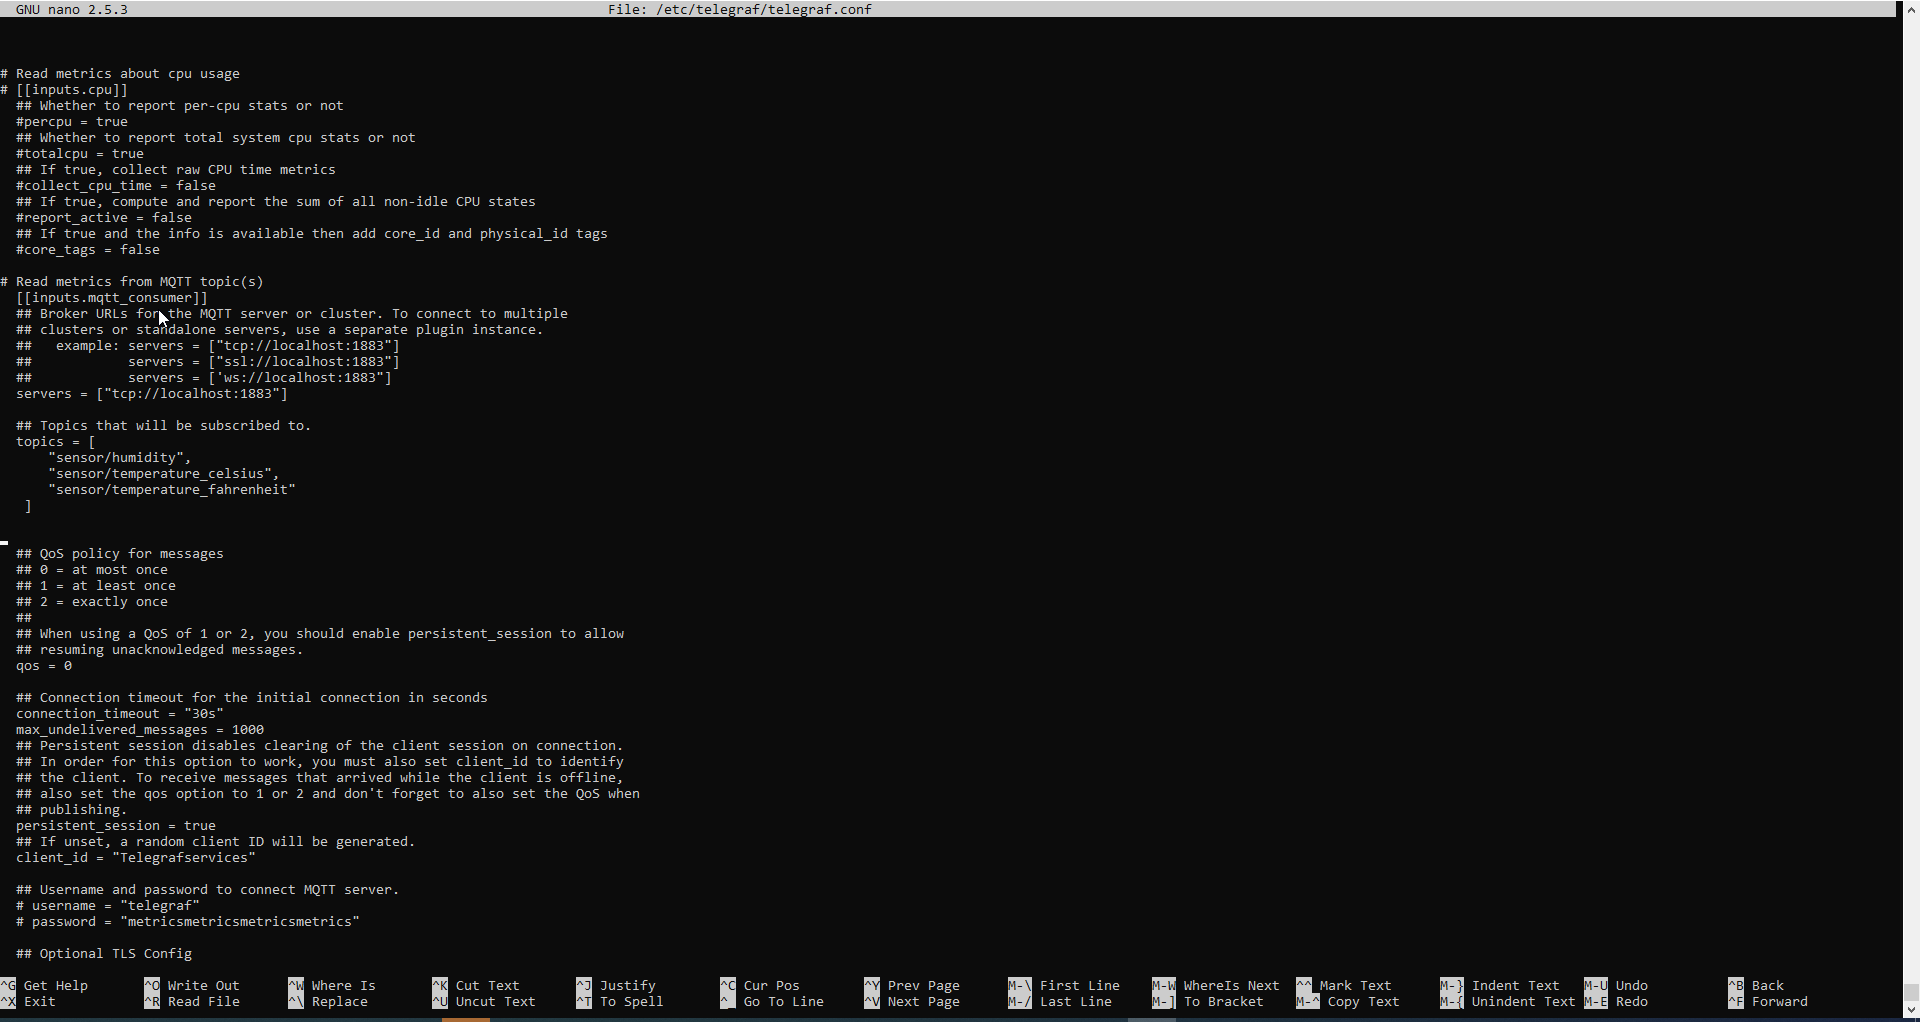 GNU nano 2.5.3 File: /etc/telegraf/telegraf.conf
# Read metrics about cpu usage
# [[inputs.cpu]]
## Whether to report per-cpu stats or not
#percpu = true
## Whether to report total system cpu stats or not
#totalcpu = true
## If true, collect raw CPU time metrics
#collect_cpu_time = false
## If true, compute and report the sum of all non-idle CPU states
#report_active = false
## If true and the info is available then add core_id and physical_id tags
#core_tags = false
# Read metrics from MQTT topic(s)
[[inputs.mqtt_consumer]]
## Broker URLs for the MQTT server or cluster. To connect to multiple
## clusters or standalone servers, use a separate plugin instance.
##   example: servers = ["tcp://localhost:1883"]
##            servers = ["ssl://localhost:1883"]
##            servers = ['ws://localhost:1883"]
servers = ["tcp://localhost:1883"]
## Topics that will be subscribed to.
topics = [
"sensor/humidity",
"sensor/temperature_celsius",
"sensor/temperature_fahrenheit"
]
## QoS policy for messages
## 0 = at most once
## 1 = at least once
## 2 = exactly once
##
## When using a QoS of 1 or 2, you should enable persistent_session to allow
## resuming unacknowledged messages.
qos = 0
## Connection timeout for the initial connection in seconds
connection_timeout = "30s"
max_undelivered_messages = 1000
## Persistent session disables clearing of the client session on connection.
## In order for this option to work, you must also set client_id to identify
## the client. To receive messages that arrived while the client is offline,
## also set the qos option to 1 or 2 and don't forget to also set the QoS when
## publishing.
persistent_session = true
## If unset, a random client ID will be generated.
client_id = "Telegrafservices"
## Username and password to connect MQTT server.
# username = "telegraf"
# password = "metricsmetricsmetricsmetrics"
## Optional TLS Config
^G Get Help ^O Write Out ^W Where Is ^K Cut Text ^J Justify ^C Cur Pos ^Y Prev Page M-\ First Line M-W WhereIs Next ^^ Mark Text M-} Indent Text M-U Undo ^B Back
^X Exit ^R Read File ^\ Replace ^U Uncut Text ^T To Spell ^_ Go To Line ^V Next Page M-/ Last Line M-] To Bracket M-^ Copy Text M-{ Unindent Text M-E Redo ^F Forward